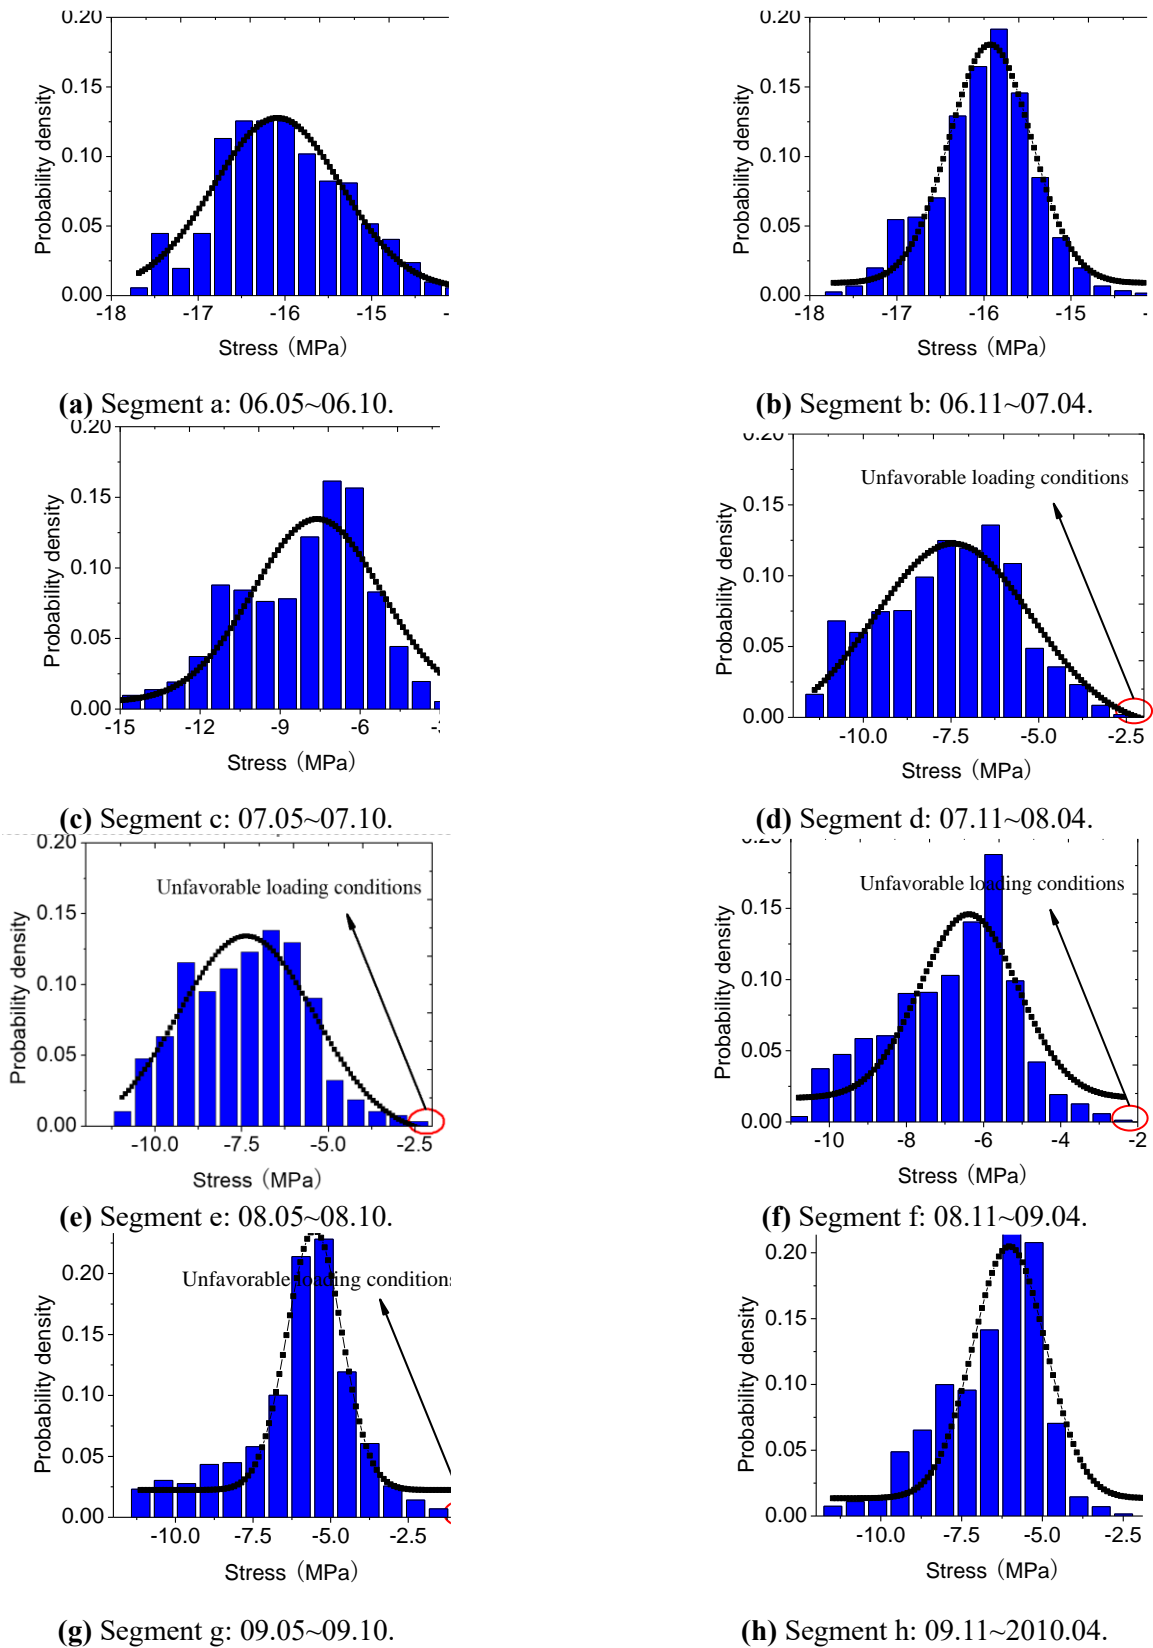 0.20
0.15
0.10
0.05
0.00
Probability density
-18 -17 -16 -15 -
Stress (MPa)
(a) Segment a: 06.05~06.10.
0.20
0.15
0.10
0.05
0.00
Probability density
-18 -17 -16 -15 -
Stress (MPa)
(b) Segment b: 06.11~07.04.
0.20
0.15
0.10
0.05
0.00
Probability density
-15 -12 -9 -6
Stress (MPa)
(c) Segment c: 07.05~07.10.
0.20
0.15
0.10
0.05
0.00
Probability density
Unfavorable loading conditions
-10.0 -7.5 -5.0 -2.5
Stress (MPa)
(d) Segment d: 07.11~08.04.
0.20
0.15
0.10
0.05
0.00
Probability density
Unfavorable loading conditions
-10.0 -7.5 -5.0 -2.5
Stress (MPa)
(e) Segment e: 08.05~08.10.
0.20
0.15
0.10
0.05
0.00
Probability density
Unfavorable loading conditions
-10 -8 -6 -4 -2
Stress (MPa)
(f) Segment f: 08.11~09.04.
0.20
0.15
0.10
0.05
0.00
Probability density
Unfavorable loading conditions
-10.0 -7.5 -5.0 -2.5
Stress (MPa)
(g) Segment g: 09.05~09.10.
0.20
0.15
0.10
0.05
0.00
Probability density
-10.0 -7.5 -5.0 -2.5
Stress (MPa)
(h) Segment h: 09.11~2010.04.